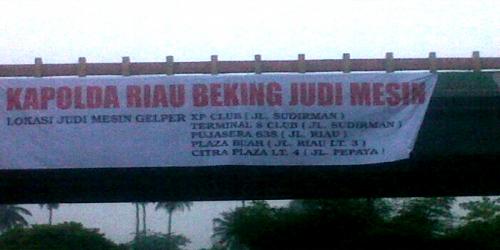 KAPOLDA RIAU BEKING JUDI MESIN
LOKASI JUDI MESIN GELPER XP CLUB ( JL. SUDIRMAN )
TERMINAL 8 CLUB ( JL. SUDIRMAN )
PUJASERA 638 ( JL. RIAU )
PLAZA BUAH ( JL. RIAU LT. 3 )
CITRA PLAZA LT. 4 ( JL. PEPAYA )